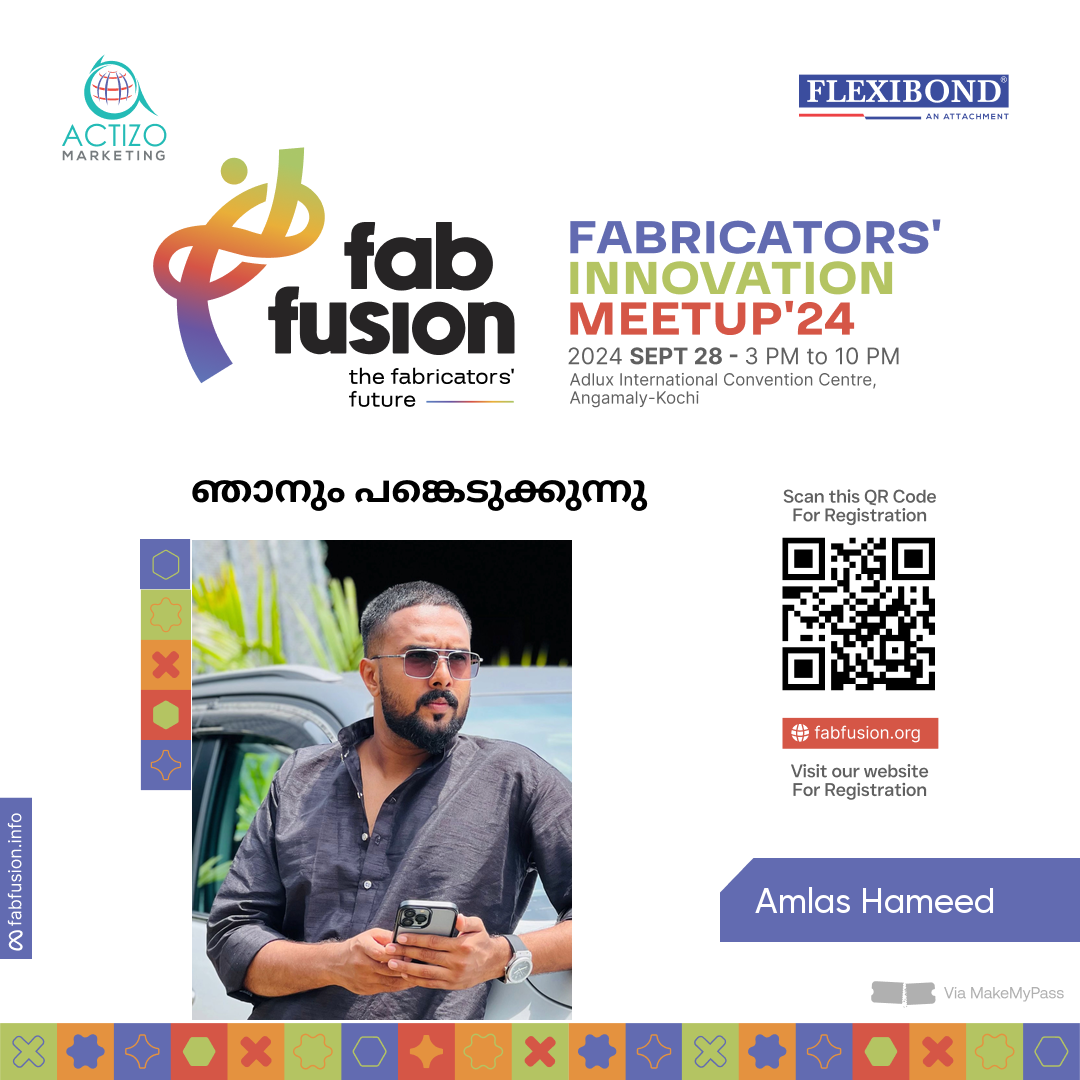 ACTIZO
MARKETING
FLEXIBOND®
AN ATTACHMENT
fab
fusion
the fabricators'
future
FABRICATORS'
INNOVATION
MEETUP'24
2024 SEPT 28 - 3 PM to 10 PM
Adlux International Convention Centre,
Angamaly-Kochi
ഞാനും പങ്കെടുക്കുന്നു
Scan this QR Code
For Registration
fabfusion.org
Visit our website
For Registration
fabfusion.info
Amlas Hameed
Via MakeMyPass